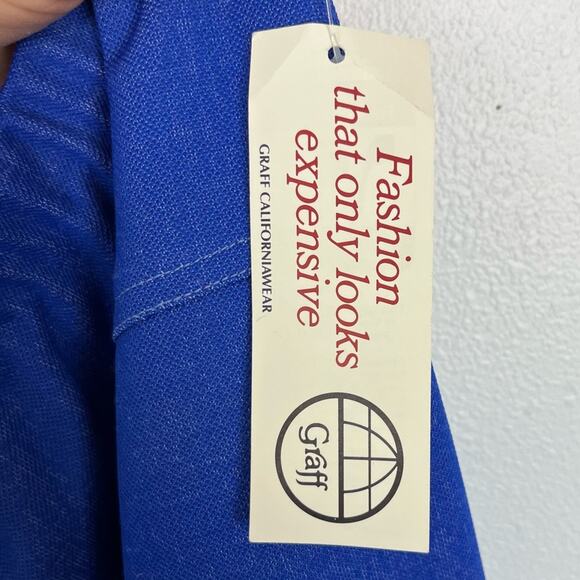 Fashion
that only looks
expensive
GRAFF CALIFORNIAWEAR
Graff